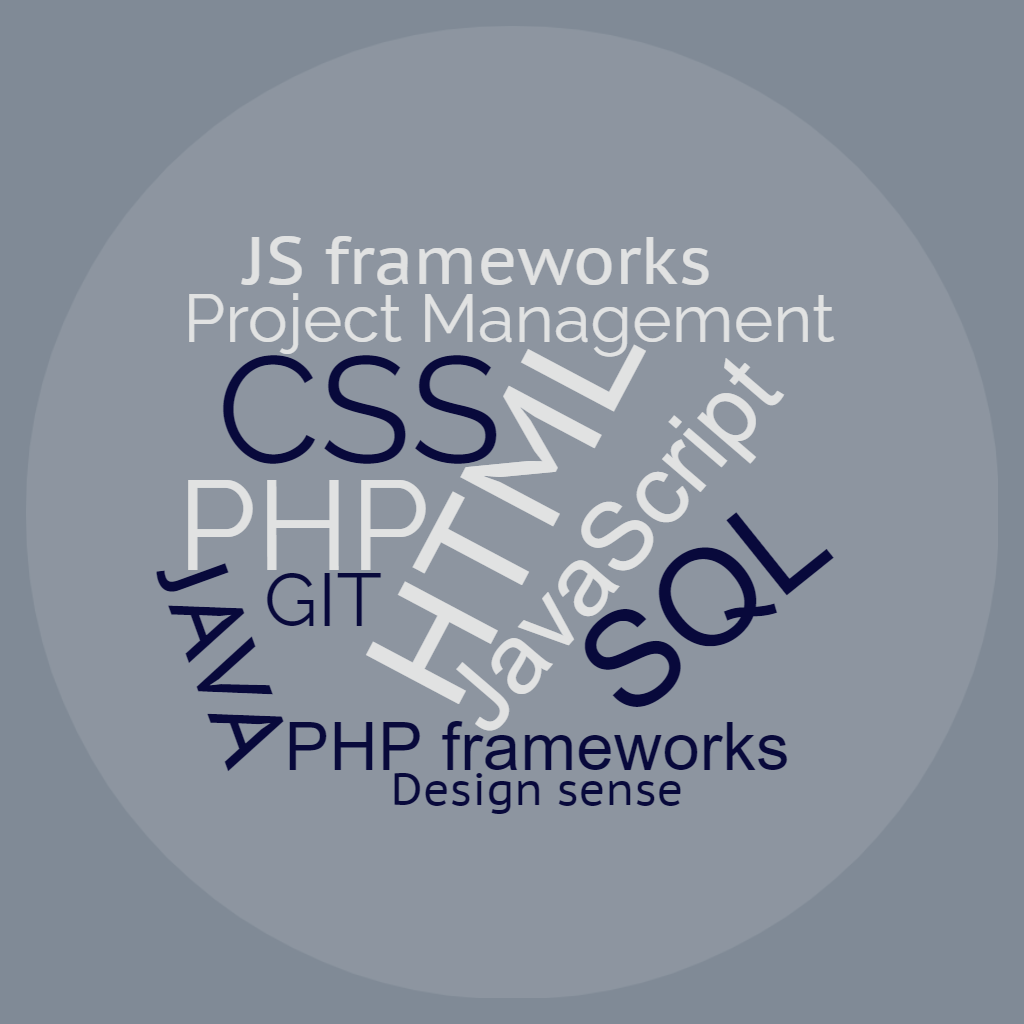 JS frameworks
Project Management
CSS
HTML
JavaScript
PHP
GIT
SQL
JAVA
PHP frameworks
Design sense